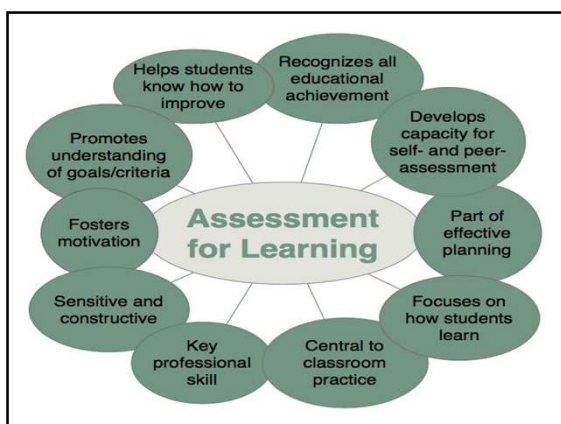 Recognizes all
educational
achievement
Develops
capacity for
self- and peer-
assessment
Part of
effective
planning
Focuses on
how students
learn
Central to
classroom
practice
Key
professional
skill
Sensitive and
constructive
Fosters
motivation
Promotes
understanding
of goals/criteria
Helps students
know how to
improve
Assessment
for Learning